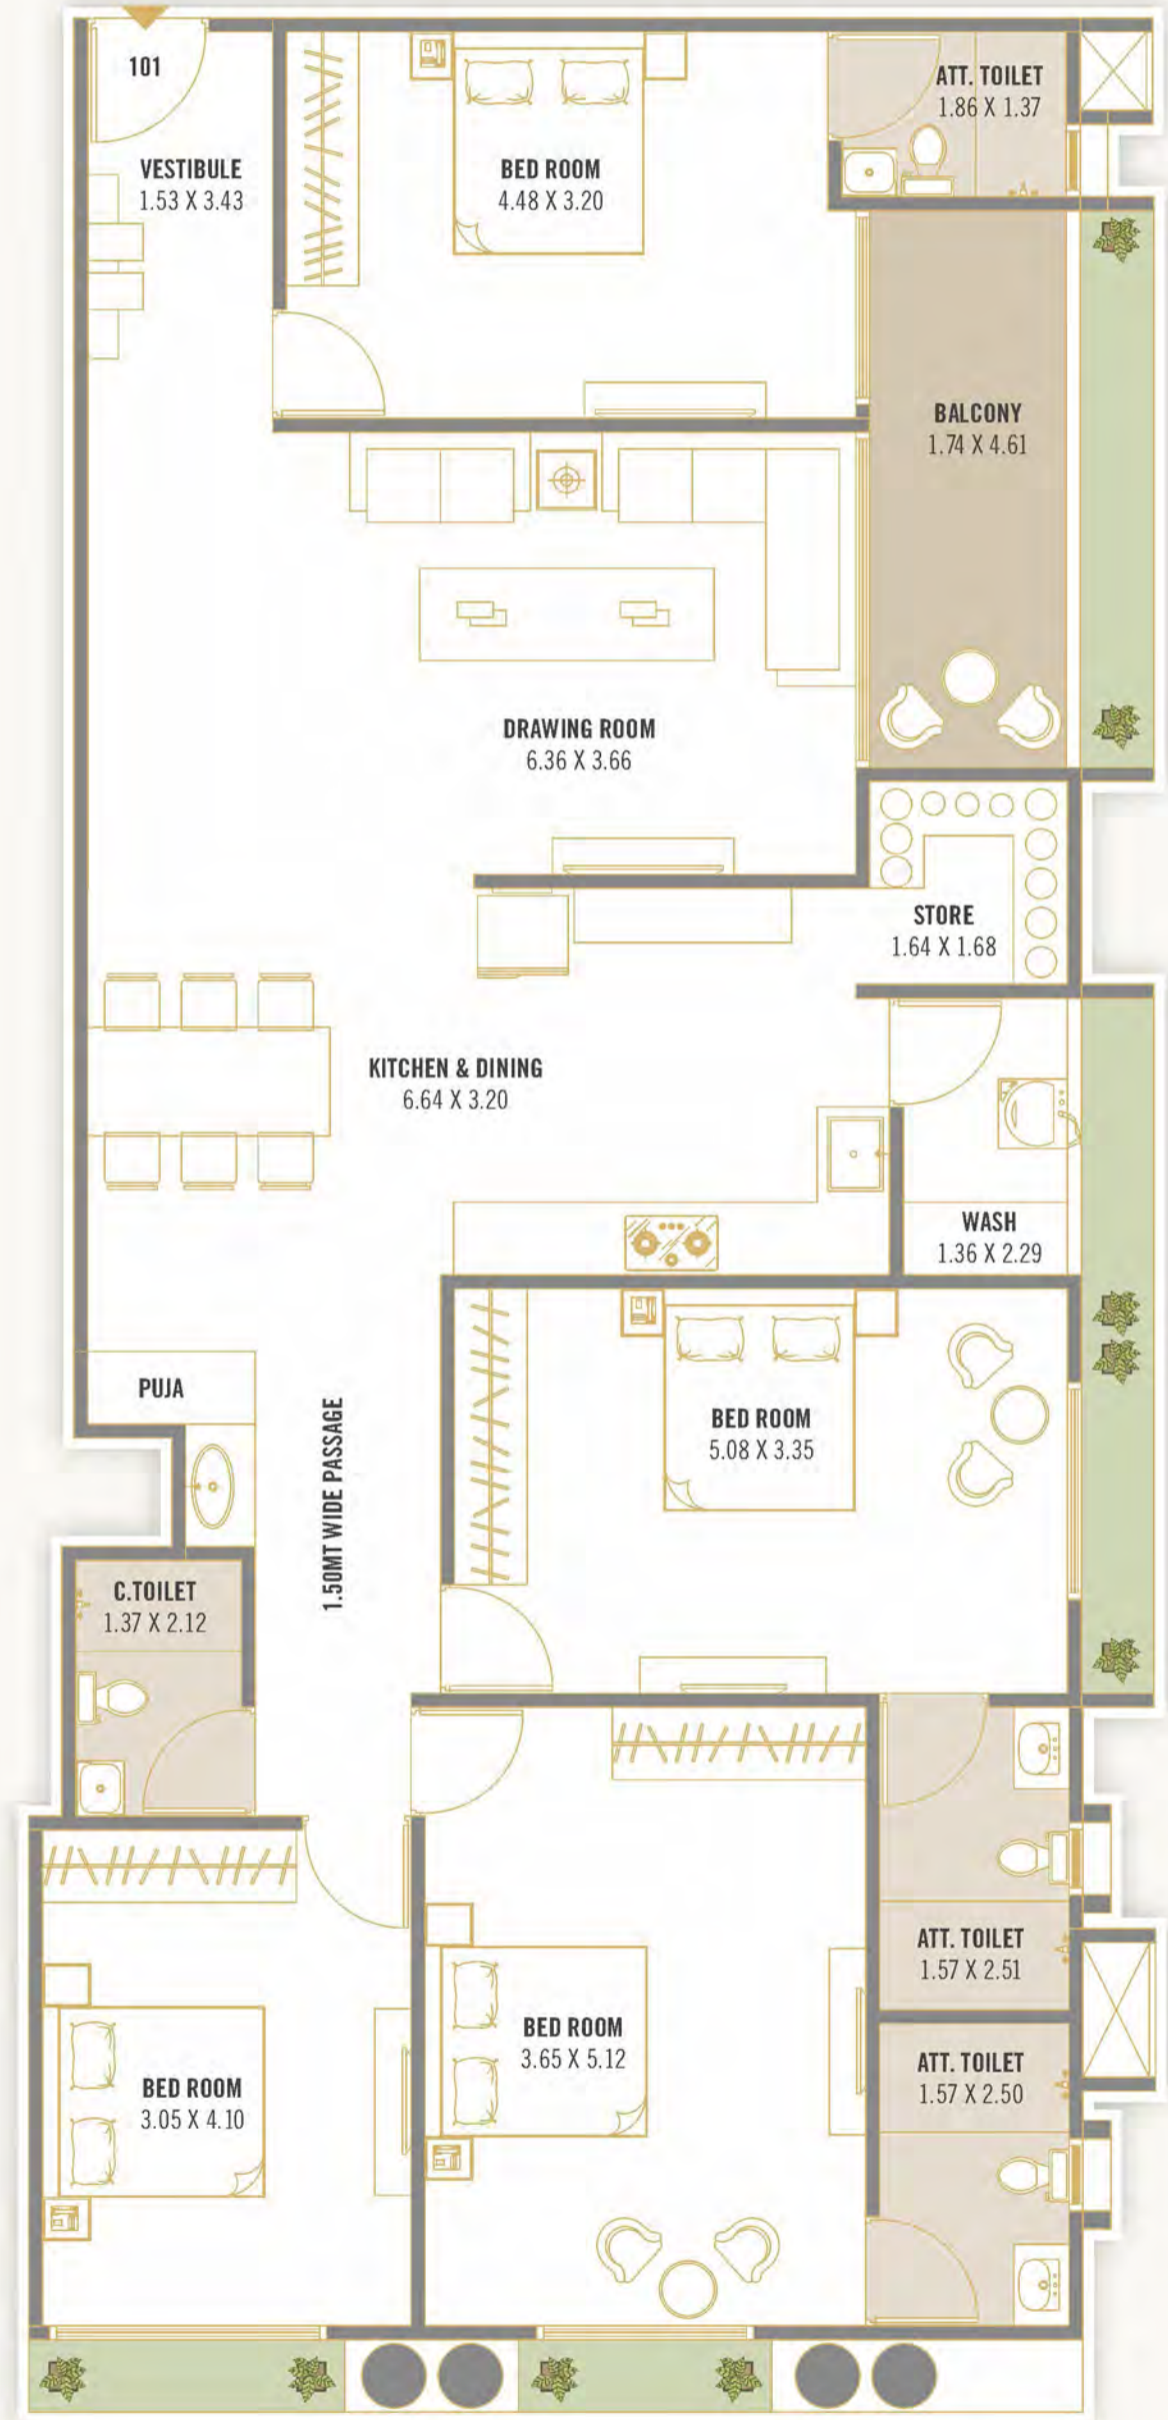 101
VESTIBULE
1.53 X 3.43
BED ROOM
4.48 X 3.20
ATT. TOILET
1.86 X 1.37
BALCONY
1.74 X 4.61
DRAWING ROOM
6.36 X 3.66
STORE
1.64 X 1.68
KITCHEN & DINING
6.64 X 3.20
WASH
1.36 X 2.29
PUJA
1.50MT WIDE PASSAGE
BED ROOM
5.08 X 3.35
C.TOILET
1.37 X 2.12
ATT. TOILET
1.57 X 2.51
BED ROOM
3.65 X 5.12
ATT. TOILET
1.57 X 2.50
BED ROOM
3.05 X 4.10